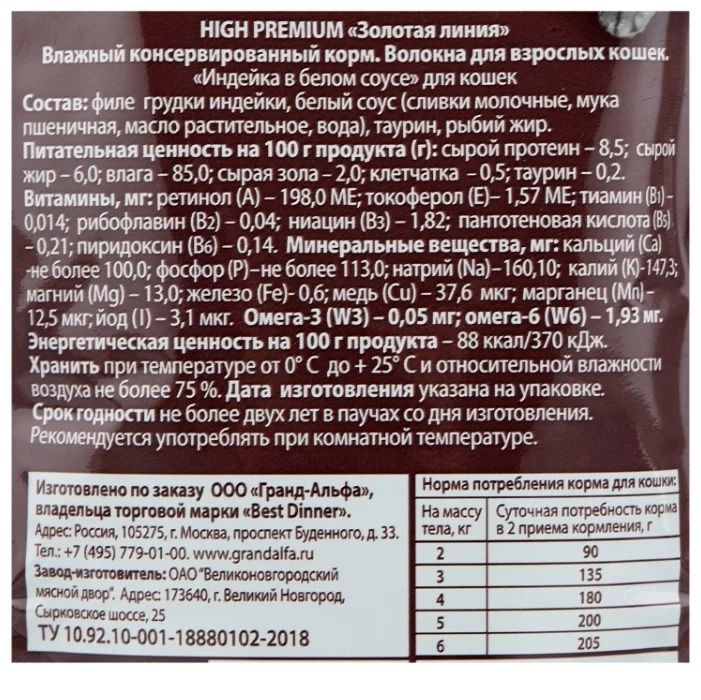 HIGH PREMIUM «Золотая линия»
Влажный консервированный корм. Волокна для взрослых кошек.
«Индейка в белом соусе» для кошек
Состав: филе грудки индейки, белый соус (сливки молочные, мука
пшеничная, масло растительное, вода), таурин, рыбий жир.
Питательная ценность на 100 г продукта (г): сырой протеин – 8,5; сырой
жир – 6,0; влага – 85,0; сырая зола – 2,0; клетчатка – 0,5; таурин – 0,2.
Витамины, мг: ретинол (А) – 198,0 МЕ; токоферол (Е)– 1,57 МЕ; тиамин (B1)-
0,014; рибофлавин (В2) – 0,04; ниацин (В3) – 1,82; пантотеновая кислота (B5)
– 0,21; пиридоксин (В6) – 0,14. Минеральные вещества, мг: кальций (Ca)
-не более 100,0; фосфор (Р)–не более 113,0; натрий (Na)–160,10; калий (К)-147,3;
магний (Mg) – 13,0; железо (Fe)- 0,6; медь (Cu) – 37,6 мкг; марганец (Mn)–
12,5 мкг; йод (I) – 3,1 мкг. Омега-3 (W3) – 0,05 мг; омега-6 (W6) – 1,93 мг.
Энергетическая ценность на 100 г продукта – 88 ккал/370 кДж.
Хранить при температуре от 0° С до + 25° С и относительной влажности
воздуха не более 75 %. Дата изготовления указана на упаковке.
Срок годности не более двух лет в паучах со дня изготовления.
Рекомендуется употреблять при комнатной температуре.
Изготовлено по заказу ООО «Гранд-Альфа»,
владельца торговой марки «Best Dinner».
Адрес: Россия, 105275, г. Москва, проспект Буденного, д. 33.
Тел.: +7 (495) 779-01-00. www.grandalfa.ru
Завод-изготовитель: ОАО "Великоновгородский
мясной двор". Адрес: 173640, г. Великий Новгород,
Сырковское шоссе, 25
ТУ 10.92.10-001-18880102-2018
Норма потребления корма для кошки:
На массу тела, кг Суточная потребность корма в 2 приема кормления, г
2 90
3 135
4 180
5 200
6 205